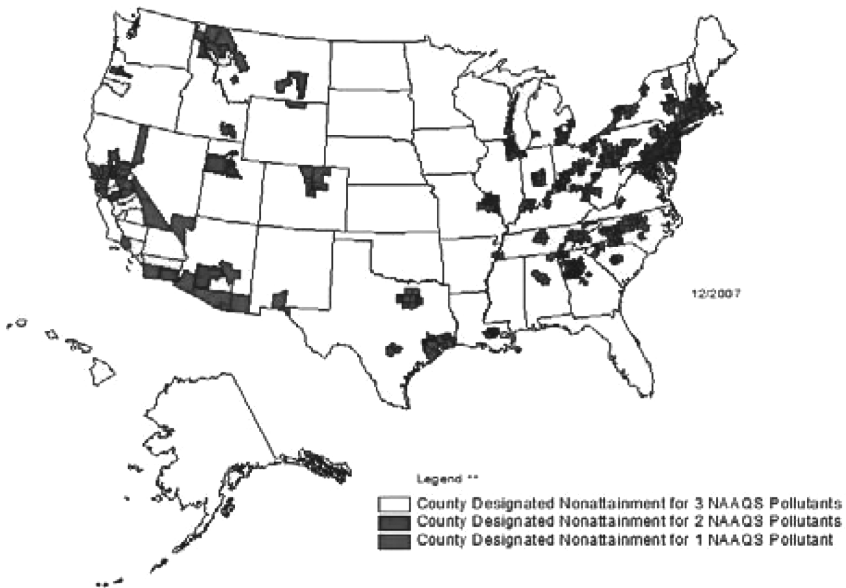 12/2007
Legend **
County Designated Nonattainment for 3 NAAQS Pollutants
County Designated Nonattainment for 2 NAAQS Pollutants
County Designated Nonattainment for 1 NAAQS Pollutant